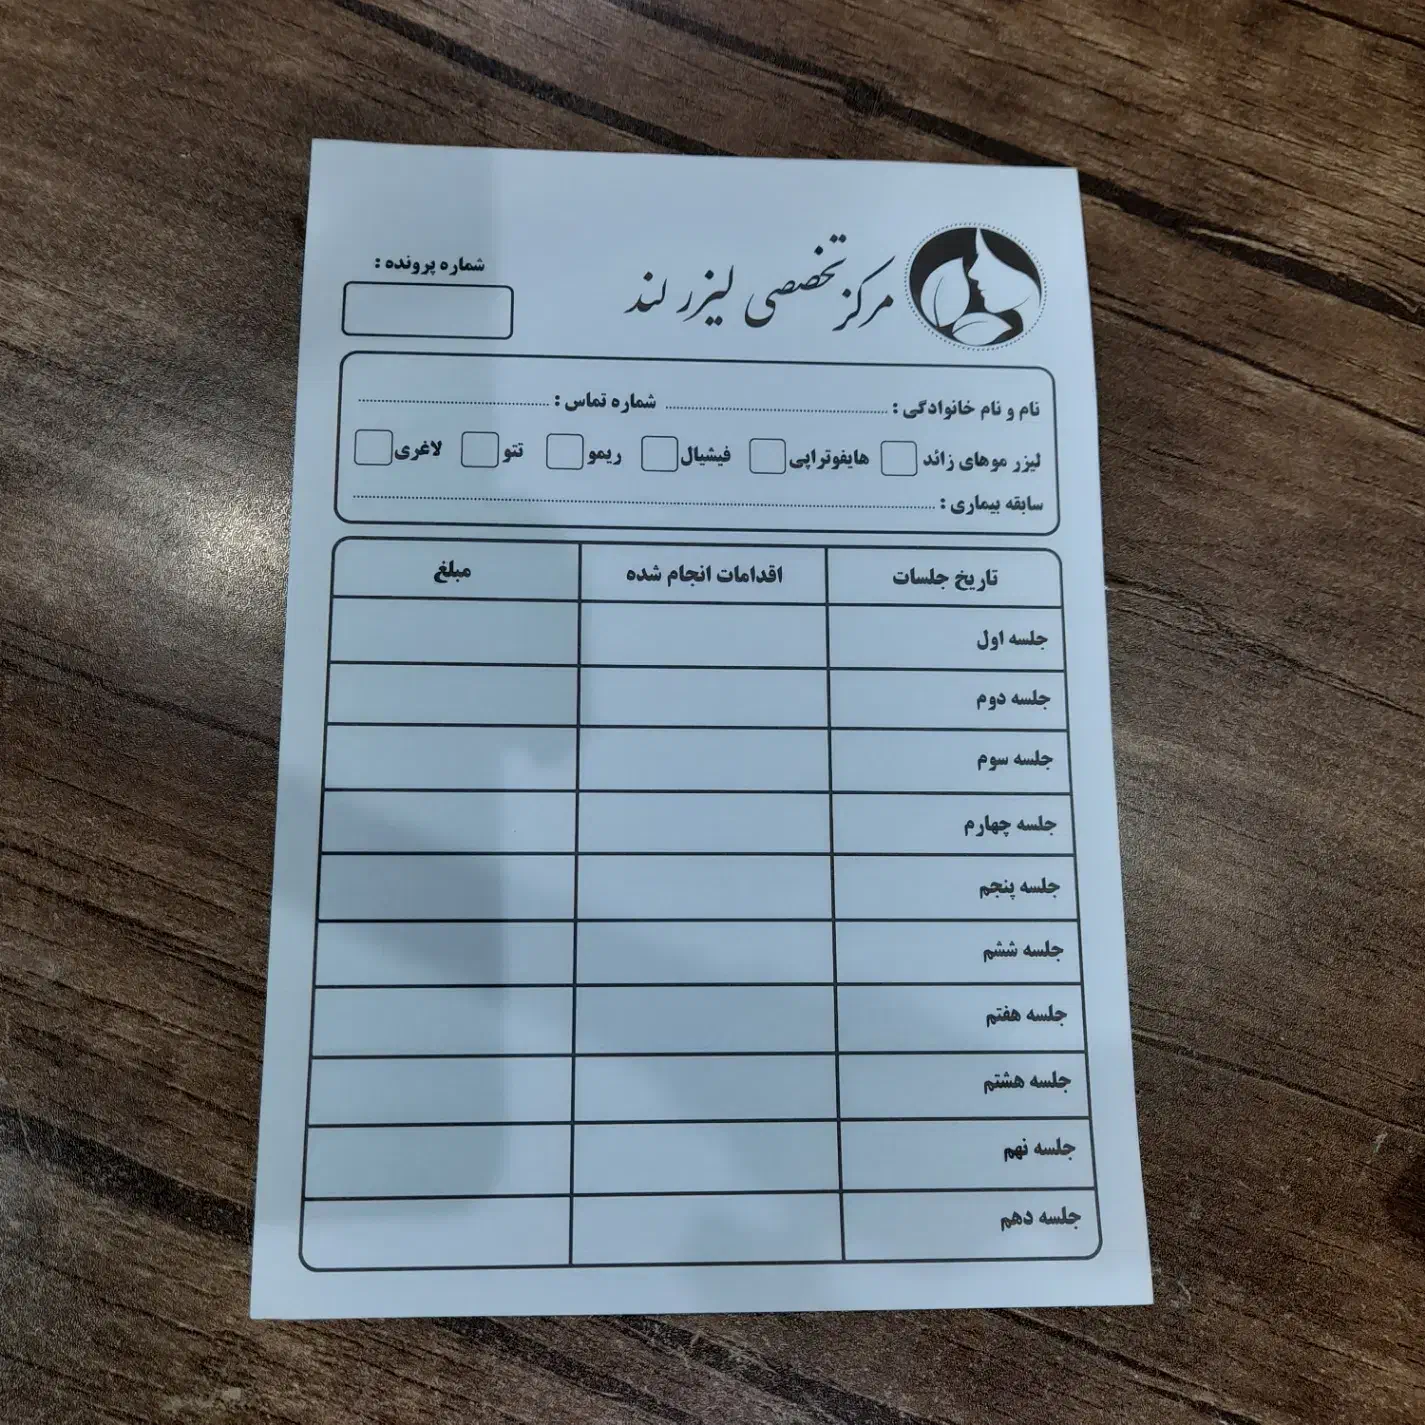 مرکز تخصصی لیزر لند
شماره پرونده :
نام و نام خانوادگی : شماره تماس :
لیزر موهای زائد هایفوتراپی فیشیال ریمو تتو لاغری
سابقه بیماری :
تاریخ جلسات اقدامات انجام شده مبلغ
جلسه اول
جلسه دوم
جلسه سوم
جلسه چهارم
جلسه پنجم
جلسه ششم
جلسه هفتم
جلسه هشتم
جلسه نهم
جلسه دهم